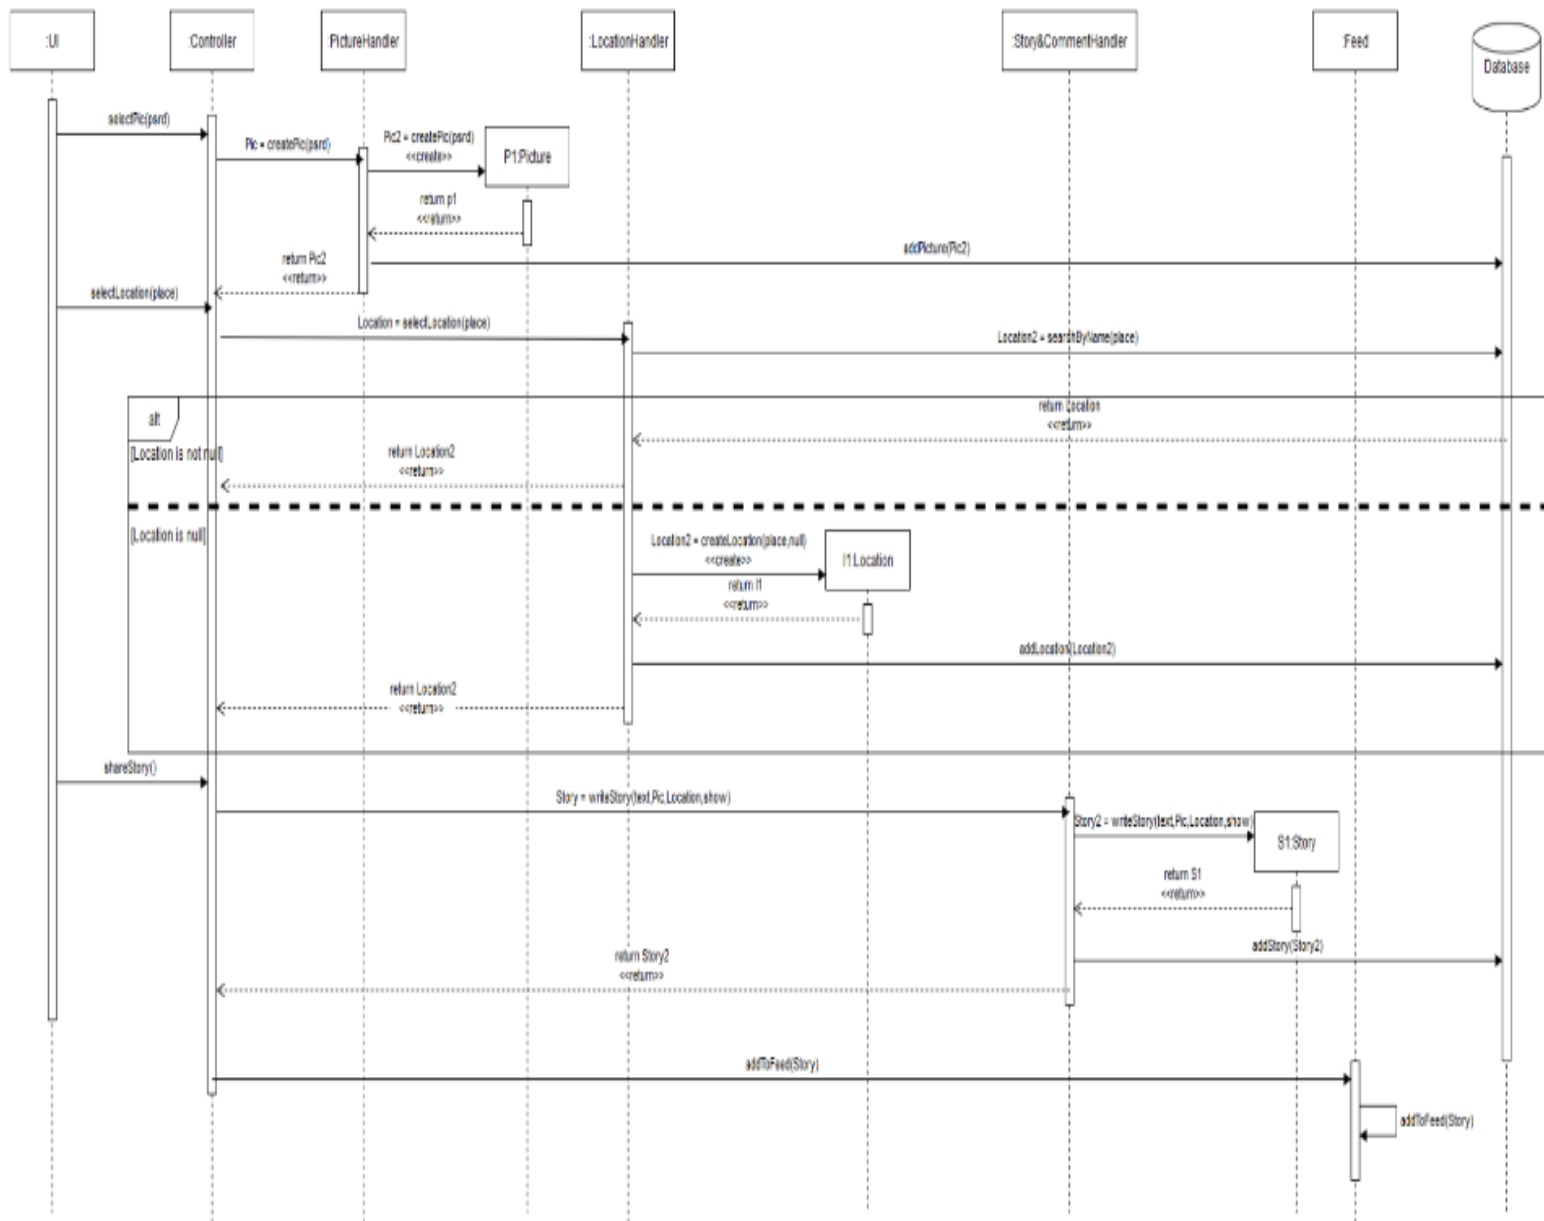 :UI
:Controller
:PictureHandler
:LocationHandler
:Story&CommentHandler
:Feed
Database
selectPic(psrd)
Pic = createPic(psrd)
Pic2 = createPic(psrd)
<<create>>
P1:Picture
return p1
<<return>>
addPicture(Pic2)
return Pic2
<<return>>
selectLocation(place)
Location = selectLocation(place)
Location2 = searchByName(place)
alt
[Location is not null]
return Location
<<return>>
return Location2
<<return>>
[Location is null]
Location2 = createLocation(place,null)
<<create>>
l1:Location
return l1
<<return>>
addLocation(Location2)
return Location2
<<return>>
shareStory()
Story = writeStory(text,Pic,Location,show)
Story2 = writeStory(text,Pic,Location,show)
S1:Story
return S1
<<return>>
addStory(Story2)
return Story2
<<return>>
addToFeed(Story)
addToFeed(Story)